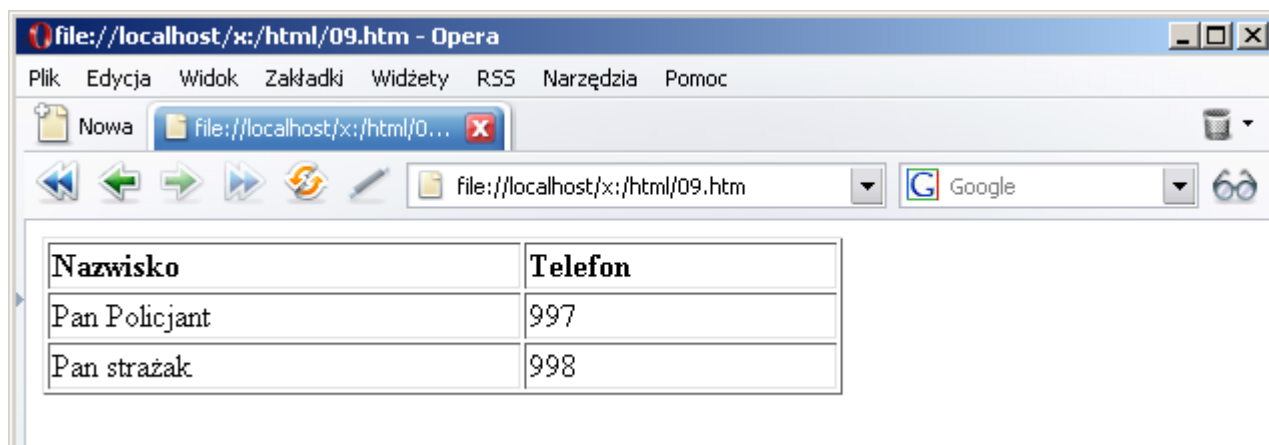 file://localhost/x:/html/09.htm - Opera
Plik Edycja Widok Zakładki Widżety RSS Narzędzia Pomoc
Nowa file://localhost/x:/html/0...
file://localhost/x:/html/09.htm G Google
Nazwisko Telefon
Pan Policjant 997
Pan strażak 998